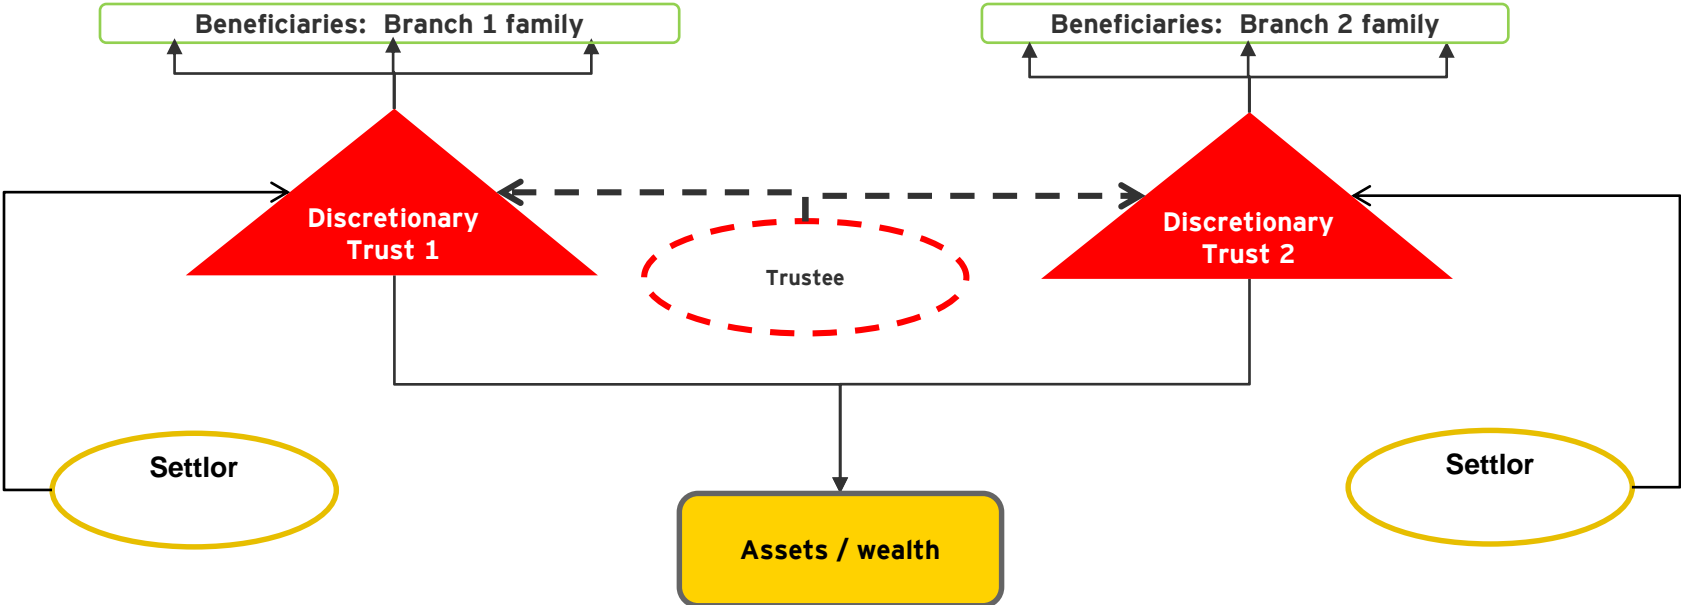 Beneficiaries: Branch 1 family
Beneficiaries: Branch 2 family
Discretionary
Trust 1
Discretionary
Trust 2
Trustee
Settlor
Settlor
Assets / wealth